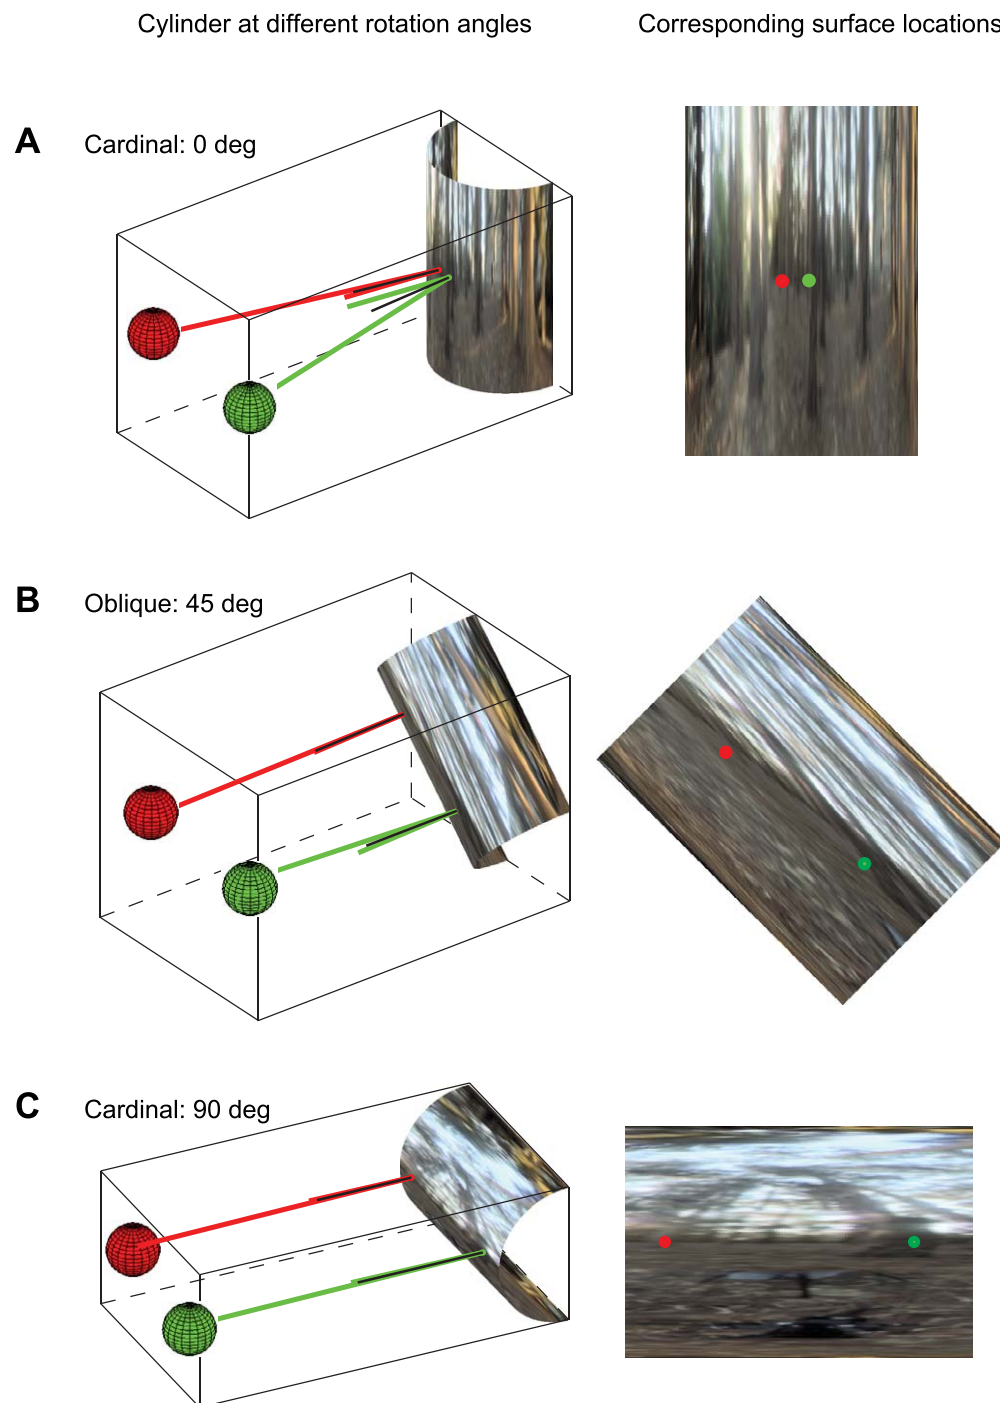 Cylinder at different rotation angles
Corresponding surface locations
A
Cardinal: 0 deg
B
Oblique: 45 deg
C
Cardinal: 90 deg